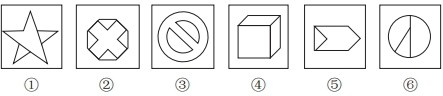 ① ② ③ ④ ⑤ ⑥